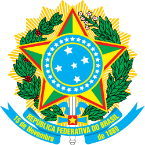 REPÚBLICA FEDERATIVA DO BRASIL
15 de Novembro
de 1889